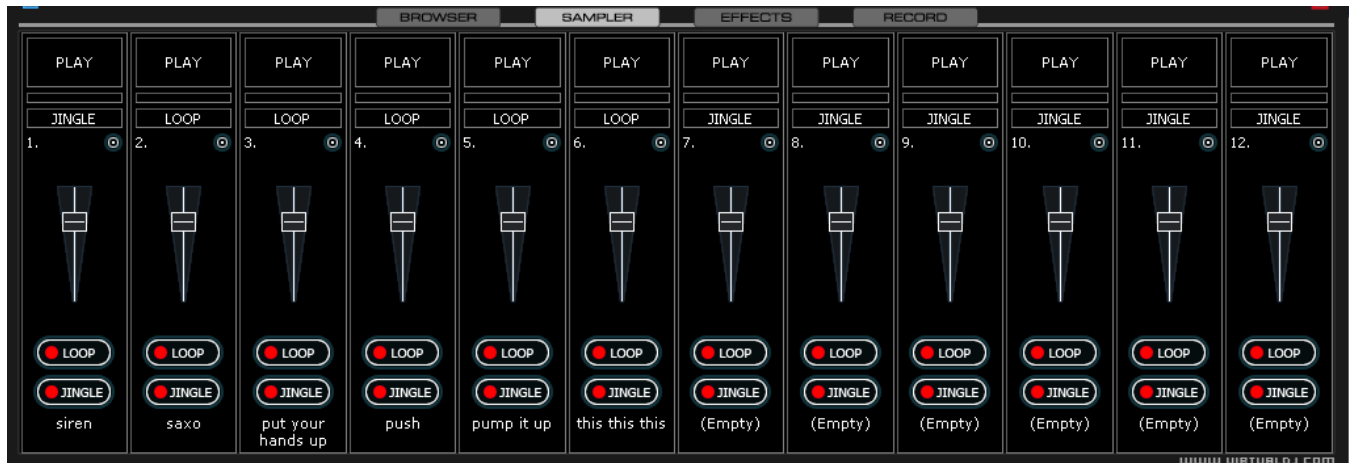 BROWSER SAMPLER EFFECTS RECORD
PLAY PLAY PLAY PLAY PLAY PLAY PLAY PLAY PLAY PLAY PLAY PLAY
JINGLE LOOP LOOP LOOP LOOP LOOP JINGLE JINGLE JINGLE JINGLE JINGLE JINGLE
1. 2. 3. 4. 5. 6. 7. 8. 9. 10. 11. 12.
LOOP LOOP LOOP LOOP LOOP LOOP LOOP LOOP LOOP LOOP LOOP LOOP
JINGLE JINGLE JINGLE JINGLE JINGLE JINGLE JINGLE JINGLE JINGLE JINGLE JINGLE JINGLE
siren saxo put your push pump it up this this this (Empty) (Empty) (Empty) (Empty) (Empty) (Empty)
hands up
WWW.VIRTUALDJ.COM